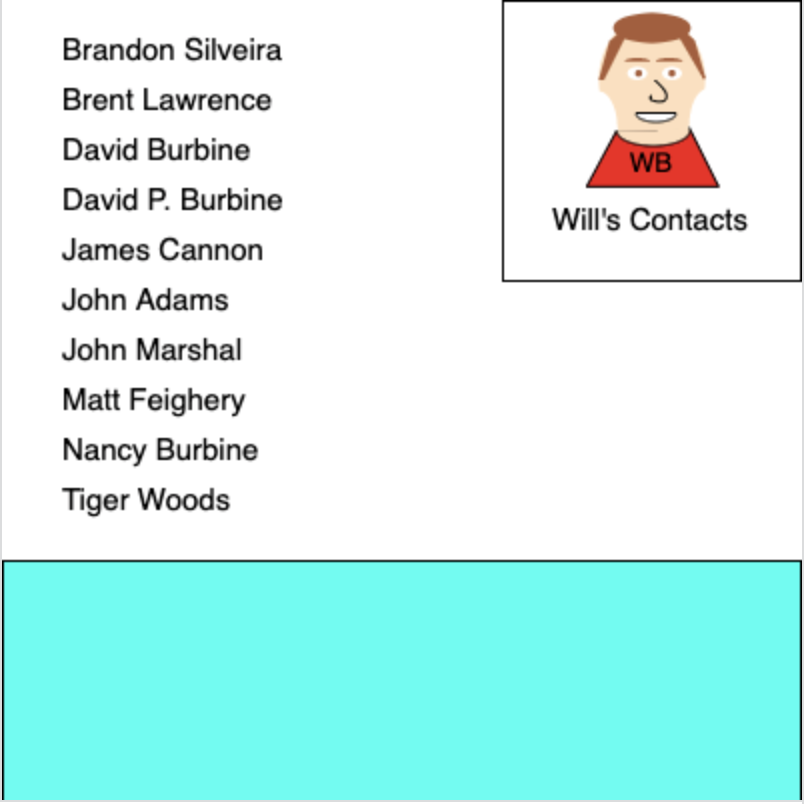 Brandon Silveira
Brent Lawrence
David Burbine
David P. Burbine
James Cannon
John Adams
John Marshal
Matt Feighery
Nancy Burbine
Tiger Woods
WB
Will's Contacts